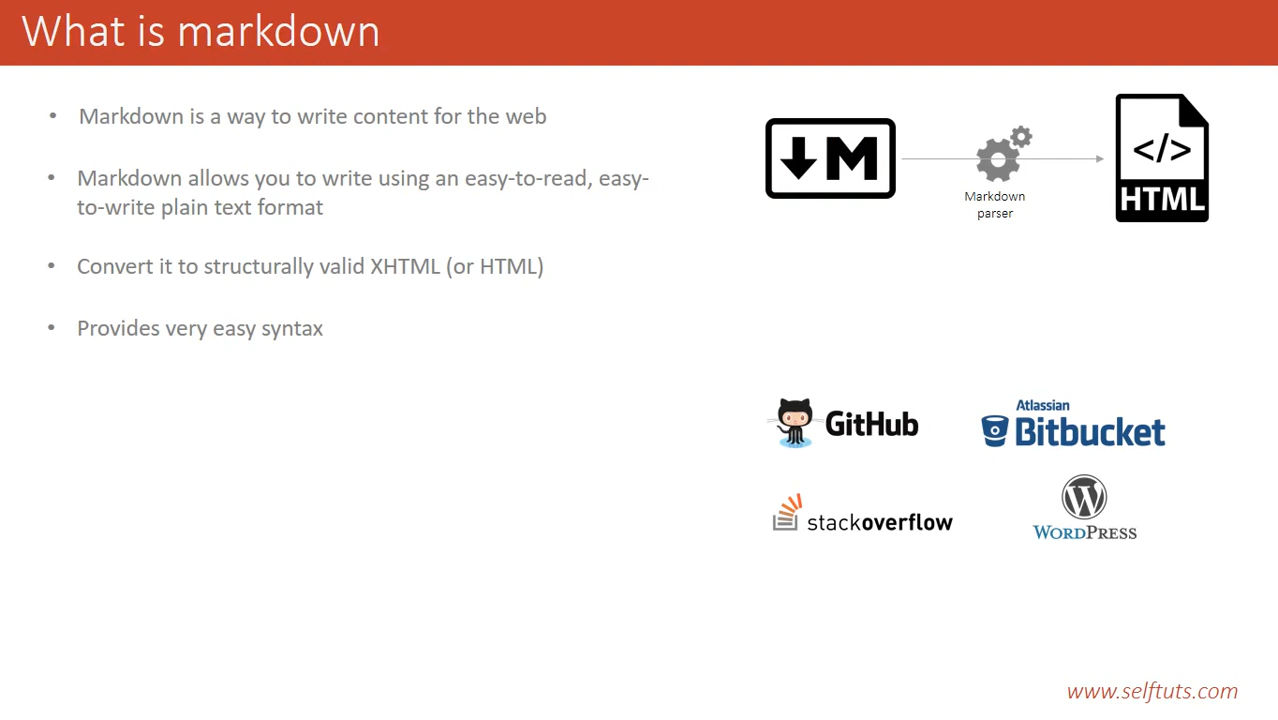 What is markdown
• Markdown is a way to write content for the web
• Markdown allows you to write using an easy-to-read, easy-
to-write plain text format
• Convert it to structurally valid XHTML (or HTML)
• Provides very easy syntax
M
Markdown
parser
</>
HTML
GitHub
Atlassian
Bitbucket
stackoverflow
W
WORDPRESS
www.selftuts.com